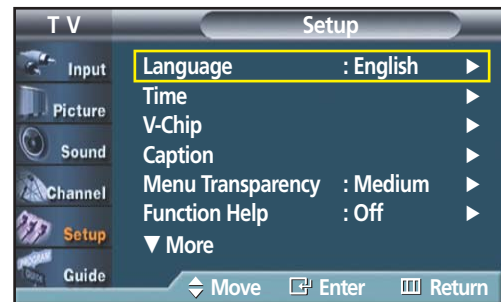 T V
Setup
Input
Picture
Sound
Channel
Setup
Guide
Language : English ►
Time ►
V-Chip ►
Caption ►
Menu Transparency : Medium ►
Function Help : Off ►
▼ More
Move Enter Return